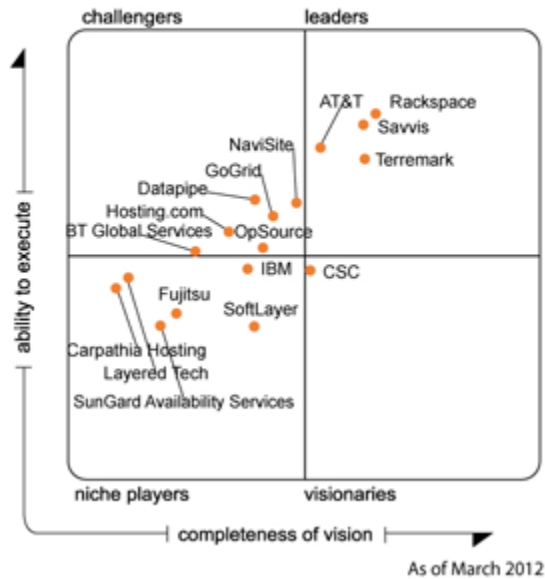 challengers
leaders
AT&T
Rackspace
Savvis
NaviSite
Terremark
GoGrid
Datapipe
Hosting.com
BT Global Services
OpSource
IBM
CSC
Fujitsu
SoftLayer
Carpathia Hosting
Layered Tech
SunGard Availability Services
ability to execute
niche players
visionaries
completeness of vision
As of March 2012